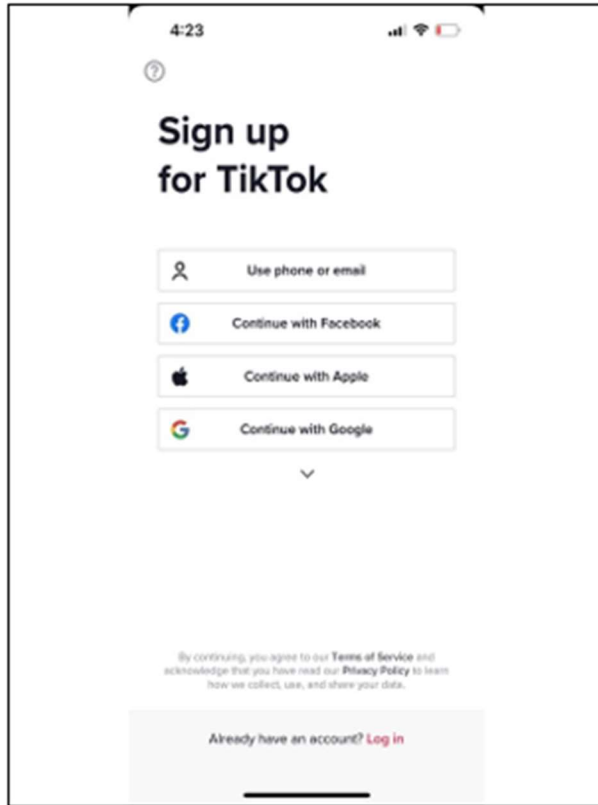 4:23
Sign up
for TikTok
Use phone or email
Continue with Facebook
Continue with Apple
Continue with Google
By continuing, you agree to our Terms of Service and
acknowledge that you have read our Privacy Policy to learn
how we collect, use, and share your data.
Already have an account? Log in